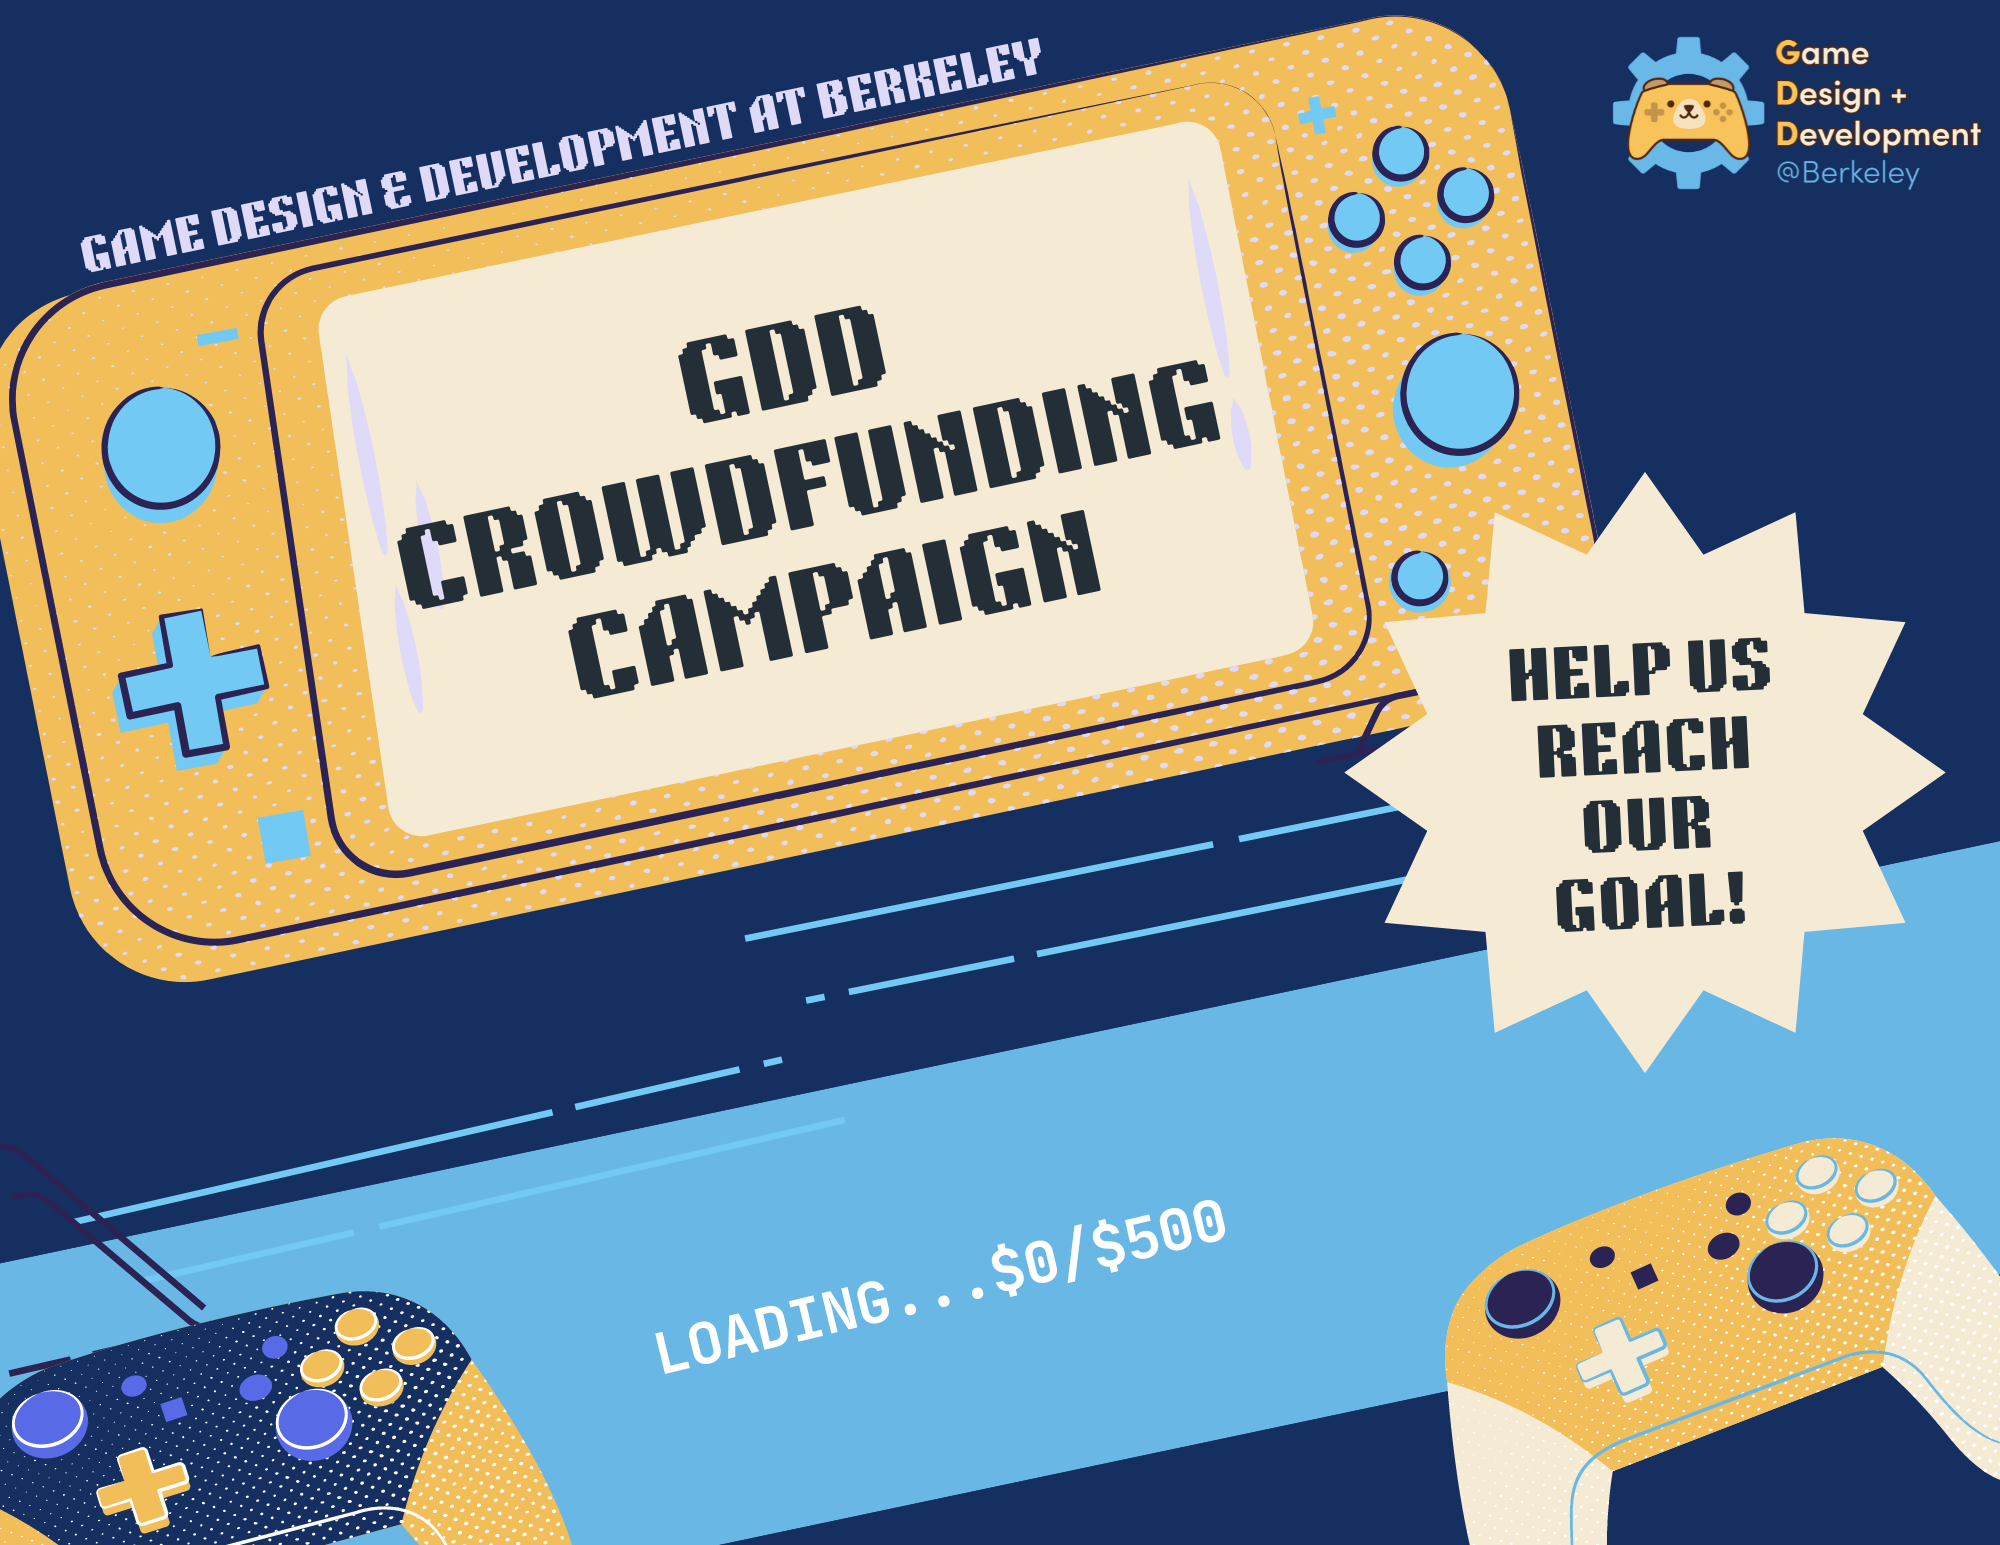 GAME DESIGN & DEVELOPMENT AT BERKELEY
Game
Design +
Development
@Berkeley
GDD
CROWDFUNDING
CAMPAIGN
HELP US
REACH
OUR
GOAL!
LOADING...$0/$500